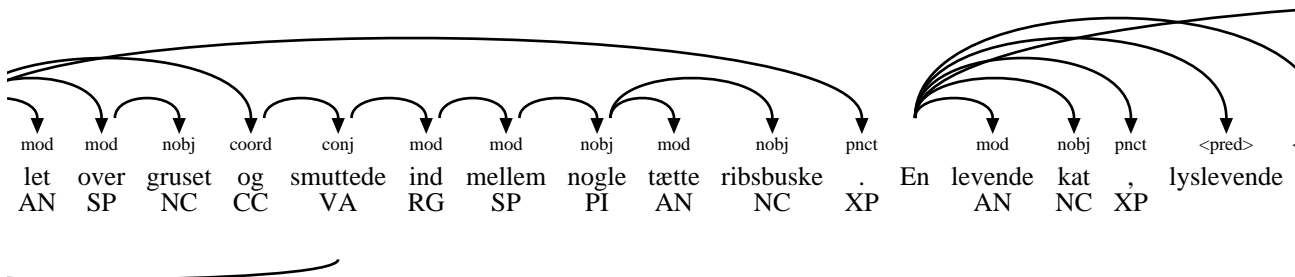 mod mod nobj coord conj mod mod nobj mod nobj pnct mod nobj pnct <pred> <
let over gruset og smuttede ind mellem nogle tætte ribsbuske . En levende kat , lyslevende
AN SP NC CC VA RG SP PI AN NC XP AN NC XP